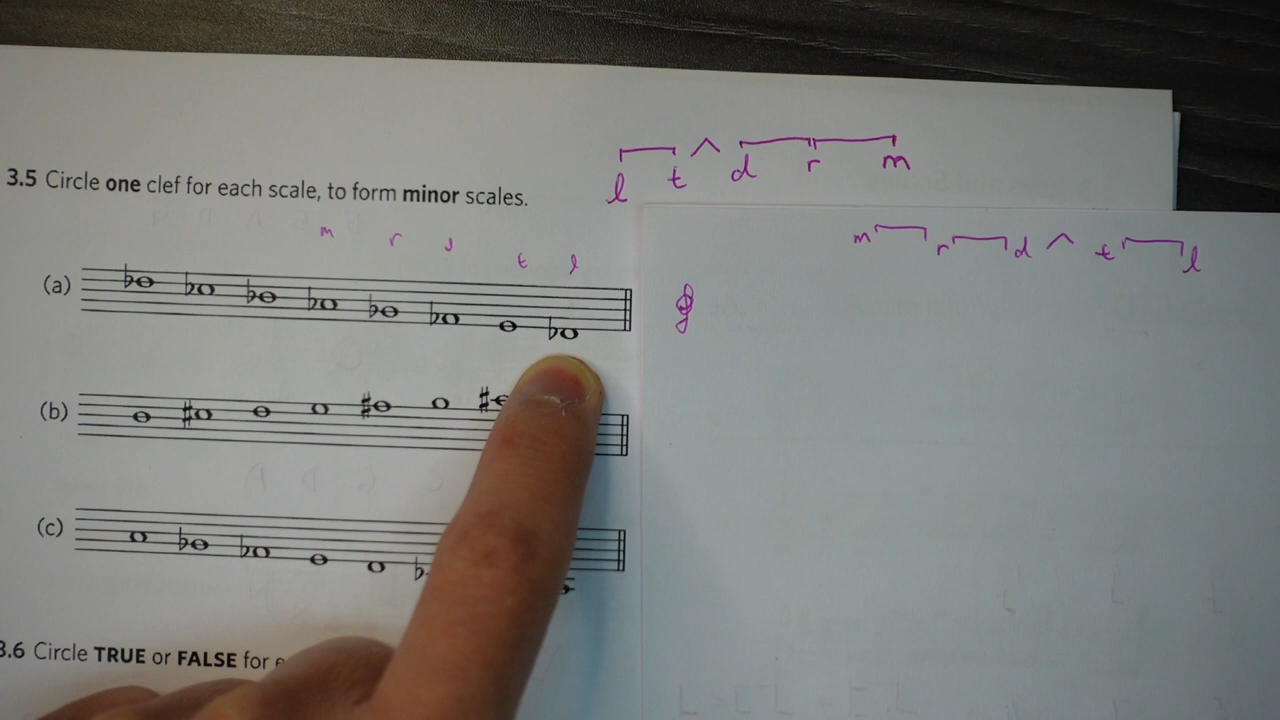 l t d r m
3.5 Circle one clef for each scale, to form minor scales.
m r d t l
m r d t l
(a)
(b)
(c)
3.6 Circle TRUE or FALSE for